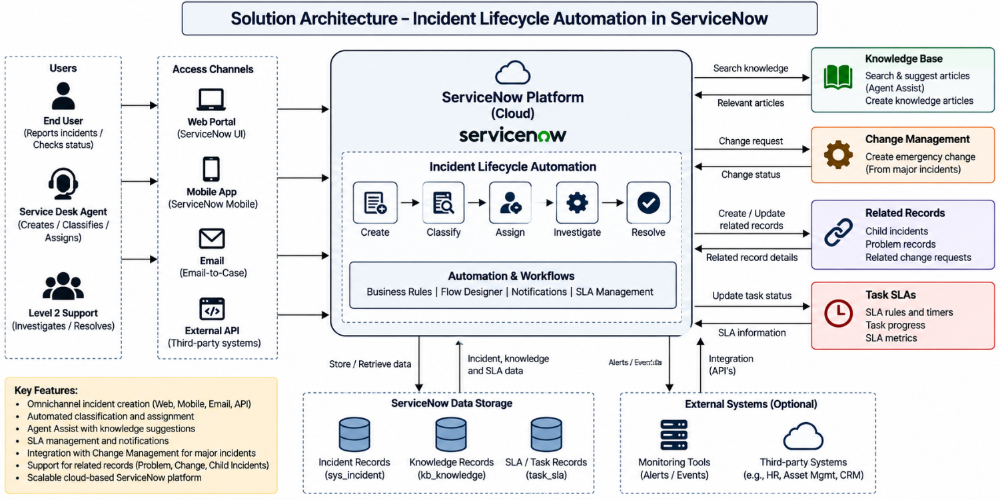 Solution Architecture – Incident Lifecycle Automation in ServiceNow
Users
End User
(Reports incidents /
Checks status)
Service Desk Agent
(Creates / Classifies /
Assigns)
Level 2 Support
(Investigates / Resolves)
Access Channels
Web Portal
(ServiceNow UI)
Mobile App
(ServiceNow Mobile)
Email
(Email-to-Case)
External API
(Third-party systems)
ServiceNow Platform
(Cloud)
servicenow
Incident Lifecycle Automation
Create
Classify
Assign
Investigate
Resolve
Automation & Workflows
Business Rules | Flow Designer | Notifications | SLA Management
Search knowledge
Relevant articles
Change request
Change status
Create / Update
related records
Related record details
Update task status
SLA information
Knowledge Base
Search & suggest articles
(Agent Assist)
Create knowledge articles
Change Management
Create emergency change
(From major incidents)
Related Records
Child incidents
Problem records
Related change requests
Task SLAs
SLA rules and timers
Task progress
SLA metrics
Store / Retrieve data
Incident, knowledge
and SLA data
Alerts /
Integration
(API's)
Key Features:
• Omnichannel incident creation (Web, Mobile, Email, API)
• Automated classification and assignment
• Agent Assist with knowledge suggestions
• SLA management and notifications
• Integration with Change Management for major incidents
• Support for related records (Problem, Change, Child Incidents)
• Scalable cloud-based ServiceNow platform
ServiceNow Data Storage
Incident Records
(sys_incident)
Knowledge Records
(kb_knowledge)
SLA / Task Records
(task_sla)
External Systems (Optional)
Monitoring Tools
(Alerts / Events)
Third-party Systems
(e.g., HR, Asset Mgmt, CRM)